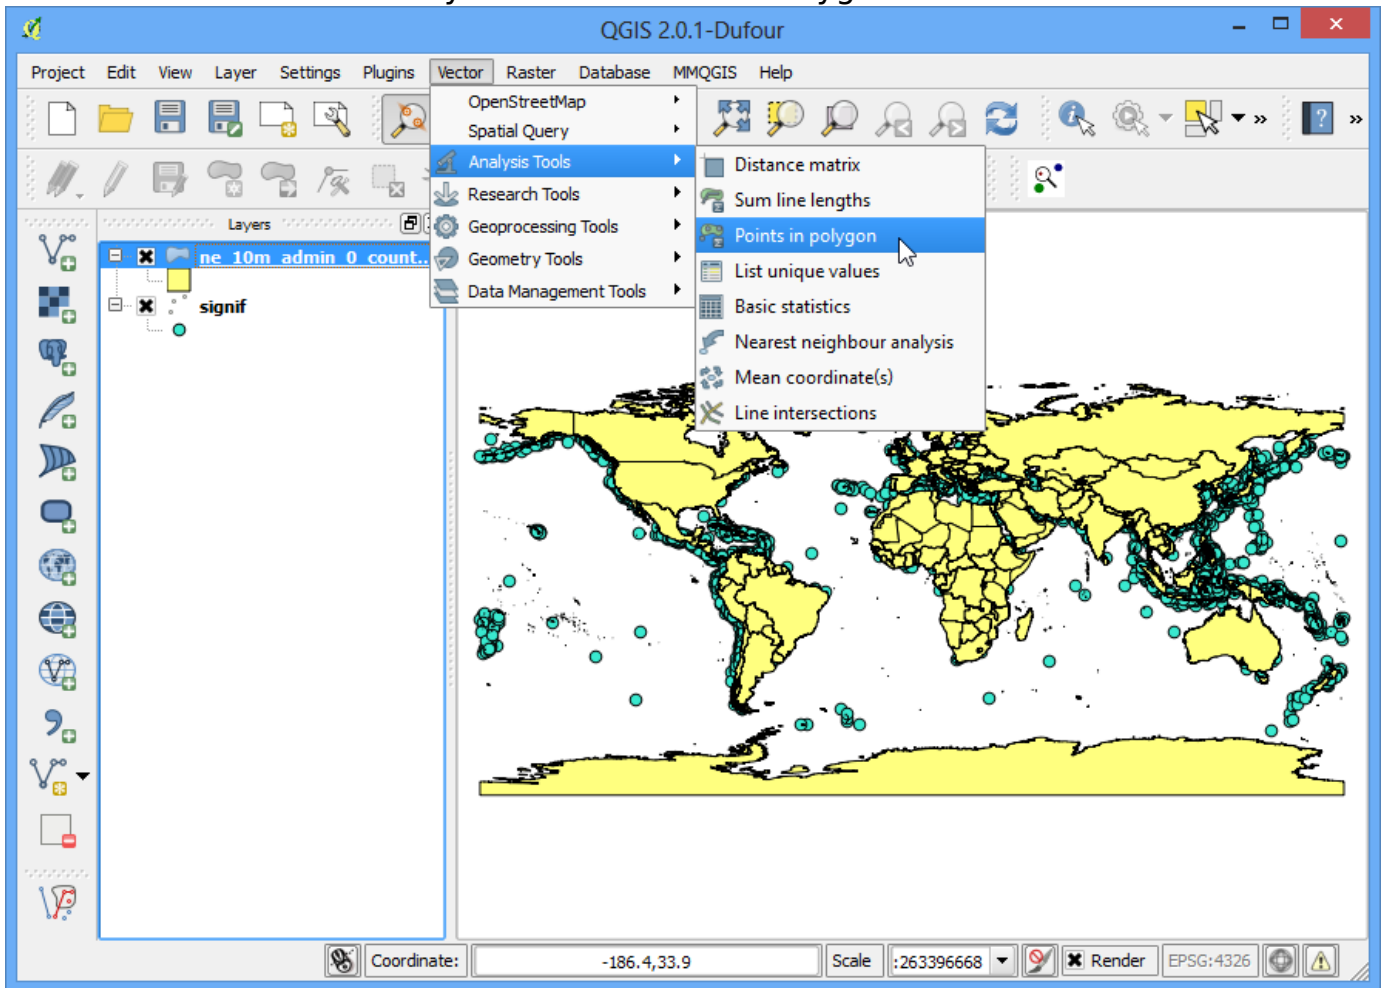 QGIS 2.0.1-Dufour
Project Edit View Layer Settings Plugins Vector Raster Database MMQGIS Help
OpenStreetMap
Spatial Query
Analysis Tools
Research Tools
Geoprocessing Tools
Geometry Tools
Data Management Tools
Distance matrix
Sum line lengths
Points in polygon
List unique values
Basic statistics
Nearest neighbour analysis
Mean coordinate(s)
Line intersections
Layers
ne_10m_admin_0_count...
signif
Coordinate: -186.4,33.9 Scale :263396668 Render EPSG:4326